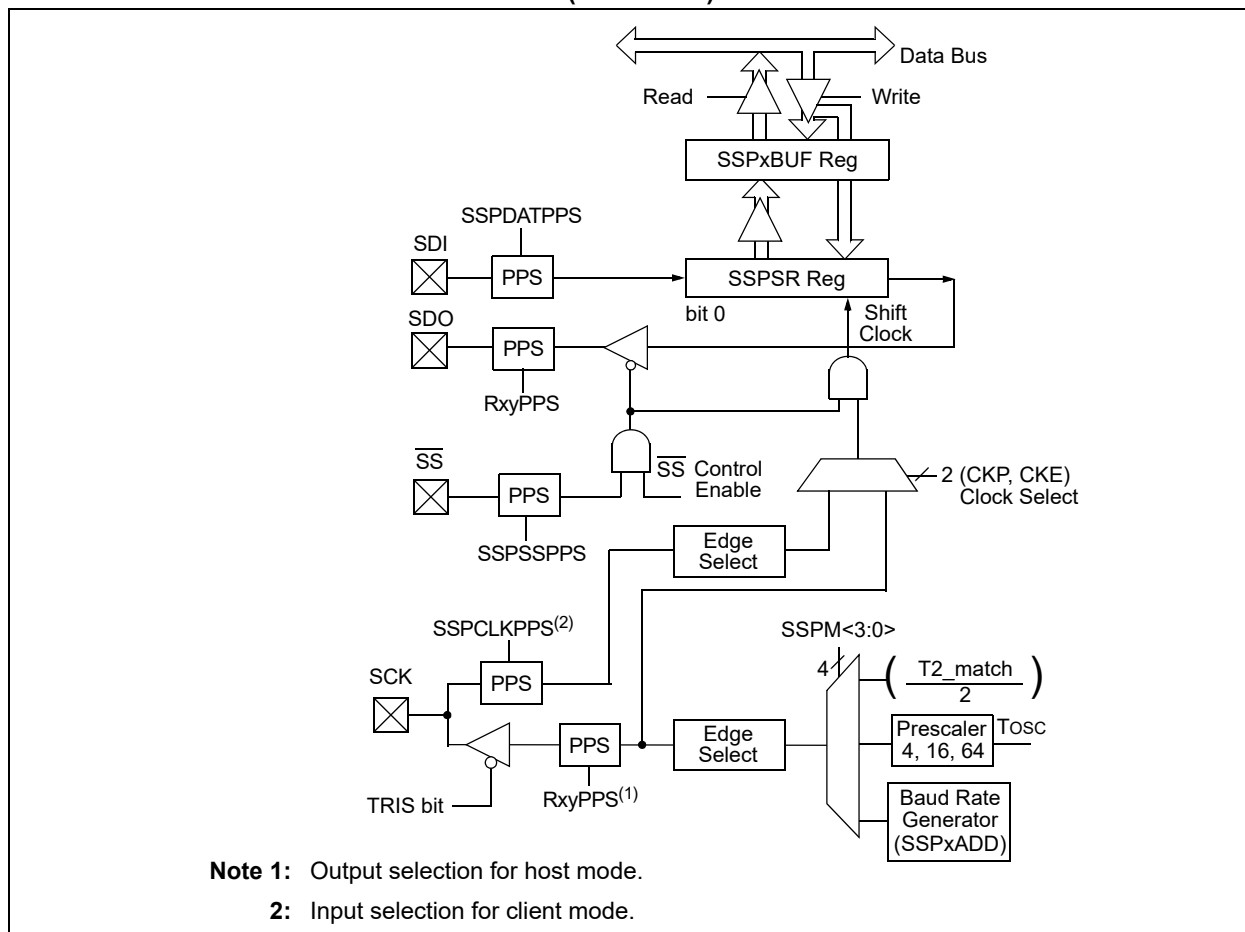 Data Bus
Read
Write
SSPxBUF Reg
SSPDATPPS
SDI
PPS
SSPSR Reg
bit 0
Shift
Clock
SDO
PPS
RxyPPS
SS
PPS
SS Control
Enable
2 (CKP, CKE)
Clock Select
SSPSSPPS
Edge
Select
SSPCLKPPS(2)
SSPM<3:0>
4
SCK
PPS
( T2_match )
2
PPS
Edge
Select
Prescaler
4, 16, 64
TOSC
TRIS bit
RxyPPS(1)
Baud Rate
Generator
(SSPxADD)
Note 1: Output selection for host mode.
2: Input selection for client mode.